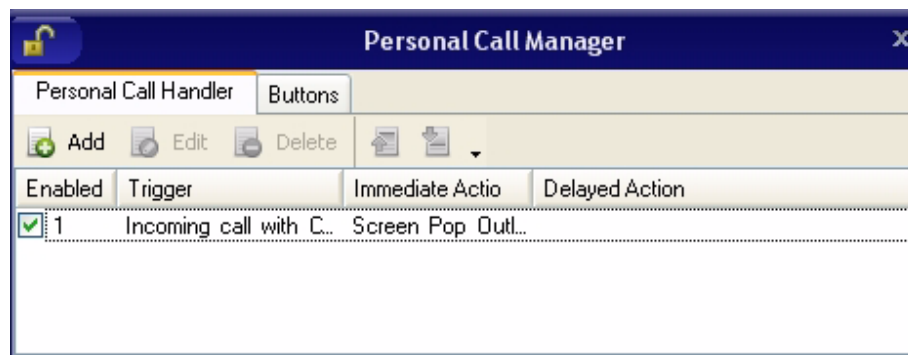 Personal Call Manager
x
Personal Call Handler Buttons
Add Edit Delete
Enabled Trigger Immediate Actio Delayed Action
1 Incoming call with C... Screen Pop Outl...